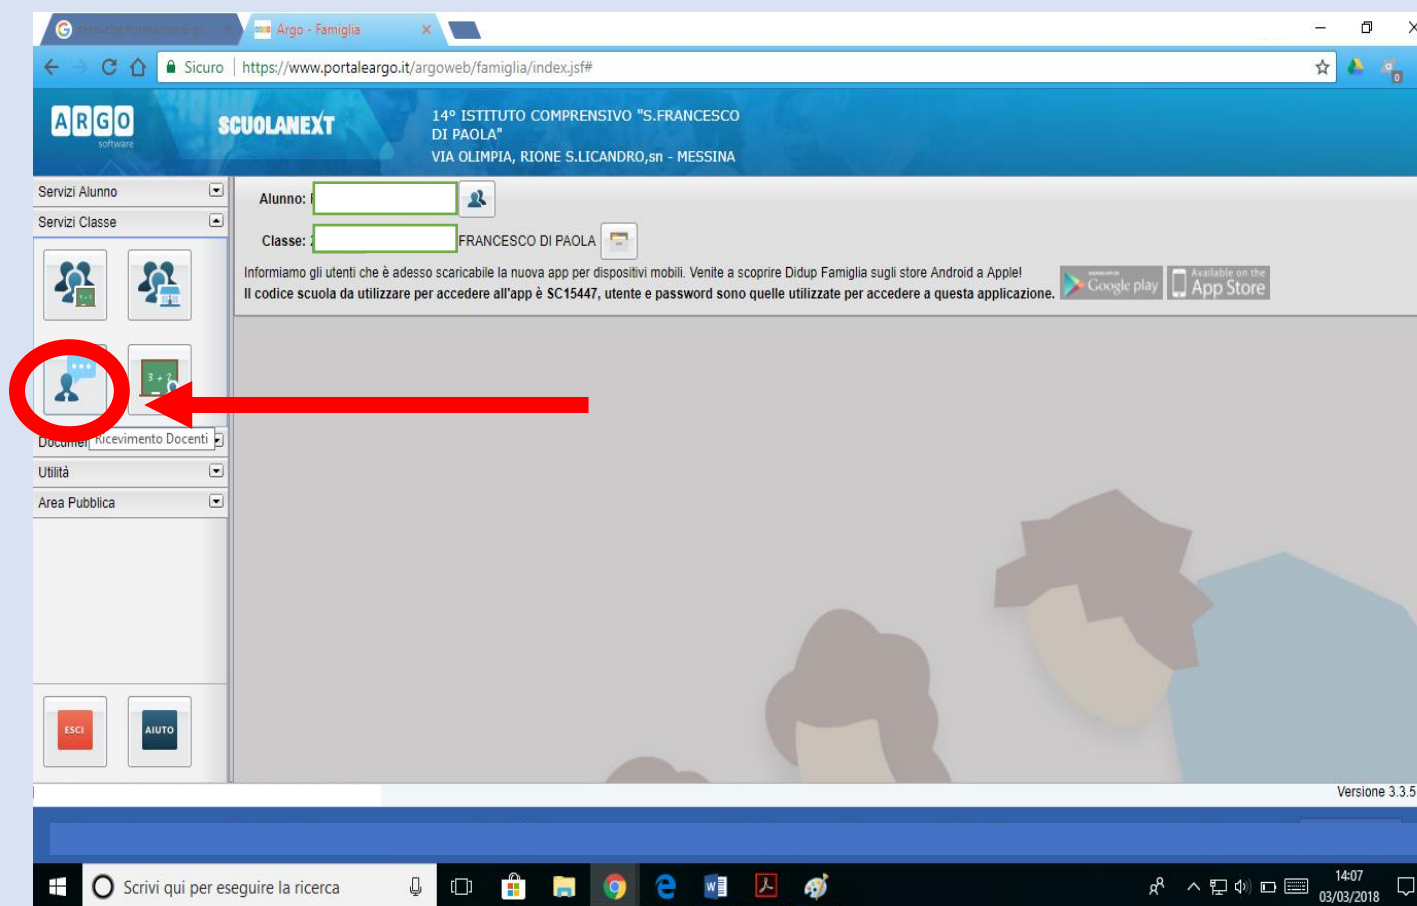 Argo - Famiglia
Sicuro https://www.portaleargo.it/argoweb/famiglia/index.jsf#
0
ARGO
software
SCUOLANEXT
14° ISTITUTO COMPRENSIVO "S.FRANCESCO
DI PAOLA"
VIA OLIMPIA, RIONE S.LICANDRO,sn - MESSINA
Servizi Alunno
Servizi Classe
Alunno:
Classe: FRANCESCO DI PAOLA
Informiamo gli utenti che è adesso scaricabile la nuova app per dispositivi mobili. Venite a scoprire Didup Famiglia sugli store Android a Apple!
Il codice scuola da utilizzare per accedere all'app è SC15447, utente e password sono quelle utilizzate per accedere a questa applicazione.
Google play
Available on the
App Store
3 + 2
Ricevimento Docenti
Utilità
Area Pubblica
ESCI
AIUTO
Versione 3.3.5
Scrivi qui per eseguire la ricerca
14:07
03/03/2018